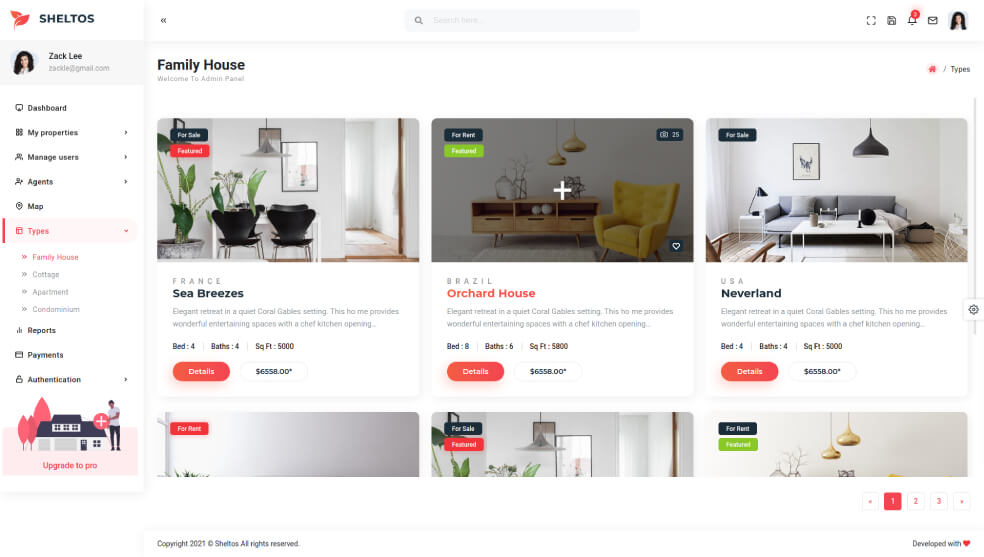 SHELTOS
«
Search here...
3
Zack Lee
zackle@gmail.com
Dashboard
My properties
Manage users
Agents
Map
Types
Family House
Cottage
Apartment
Condominium
Reports
Payments
Authentication
Upgrade to pro
Family House
Welcome To Admin Panel
/ Types
For Sale
Featured
FRANCE
Sea Breezes
Elegant retreat in a quiet Coral Gables setting. This ho me provides
wonderful entertaining spaces with a chef kitchen opening...
Bed : 4 Baths : 4 Sq Ft : 5000
Details $6558.00*
For Rent
25
Featured
BRAZIL
Orchard House
Elegant retreat in a quiet Coral Gables setting. This ho me provides
wonderful entertaining spaces with a chef kitchen opening...
Bed : 8 Baths : 6 Sq Ft : 5800
Details $6558.00*
For Sale
USA
Neverland
Elegant retreat in a quiet Coral Gables setting. This ho me provides
wonderful entertaining spaces with a chef kitchen opening...
Bed : 4 Baths : 4 Sq Ft : 5000
Details $6558.00*
For Rent
For Sale
Featured
For Rent
Featured
« 1 2 3 »
Copyright 2021 © Sheltos All rights reserved.
Developed with